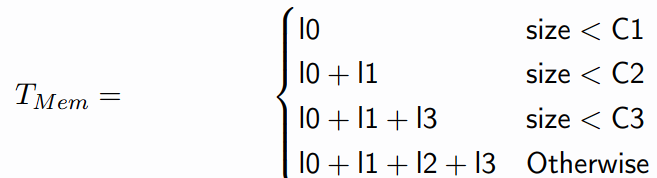 l0 size < C1
l0 + l1 size < C2
T_Mem =
l0 + l1 + l3 size < C3
l0 + l1 + l2 + l3 Otherwise